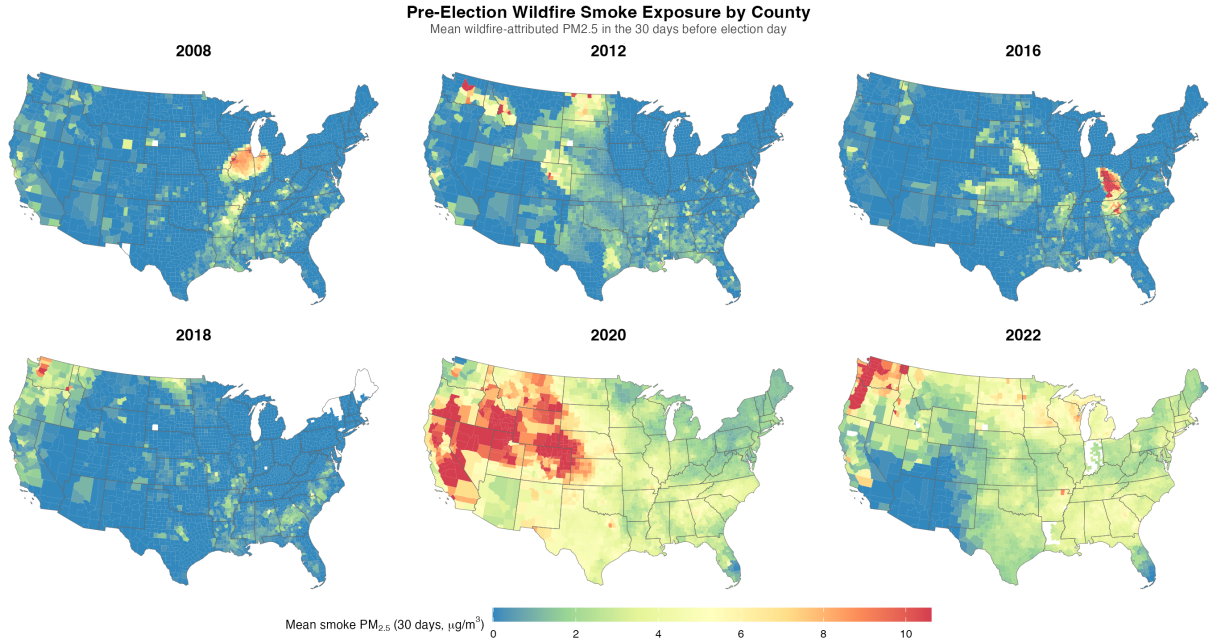 Pre-Election Wildfire Smoke Exposure by County
Mean wildfire-attributed PM2.5 in the 30 days before election day
2008
2012
2016
2018
2020
2022
Mean smoke PM₂.₅ (30 days, μg/m³)
0 2 4 6 8 10